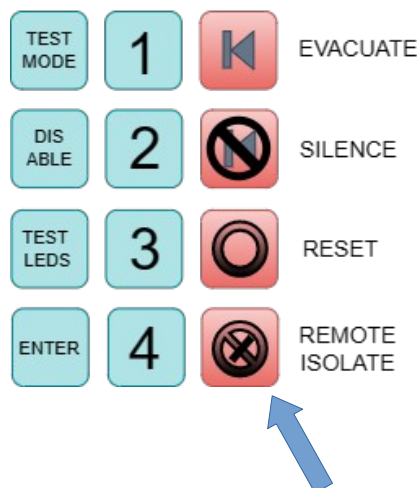 TEST
MODE
1
EVACUATE
DIS
ABLE
2
SILENCE
TEST
LEDS
3
RESET
ENTER
4
REMOTE
ISOLATE